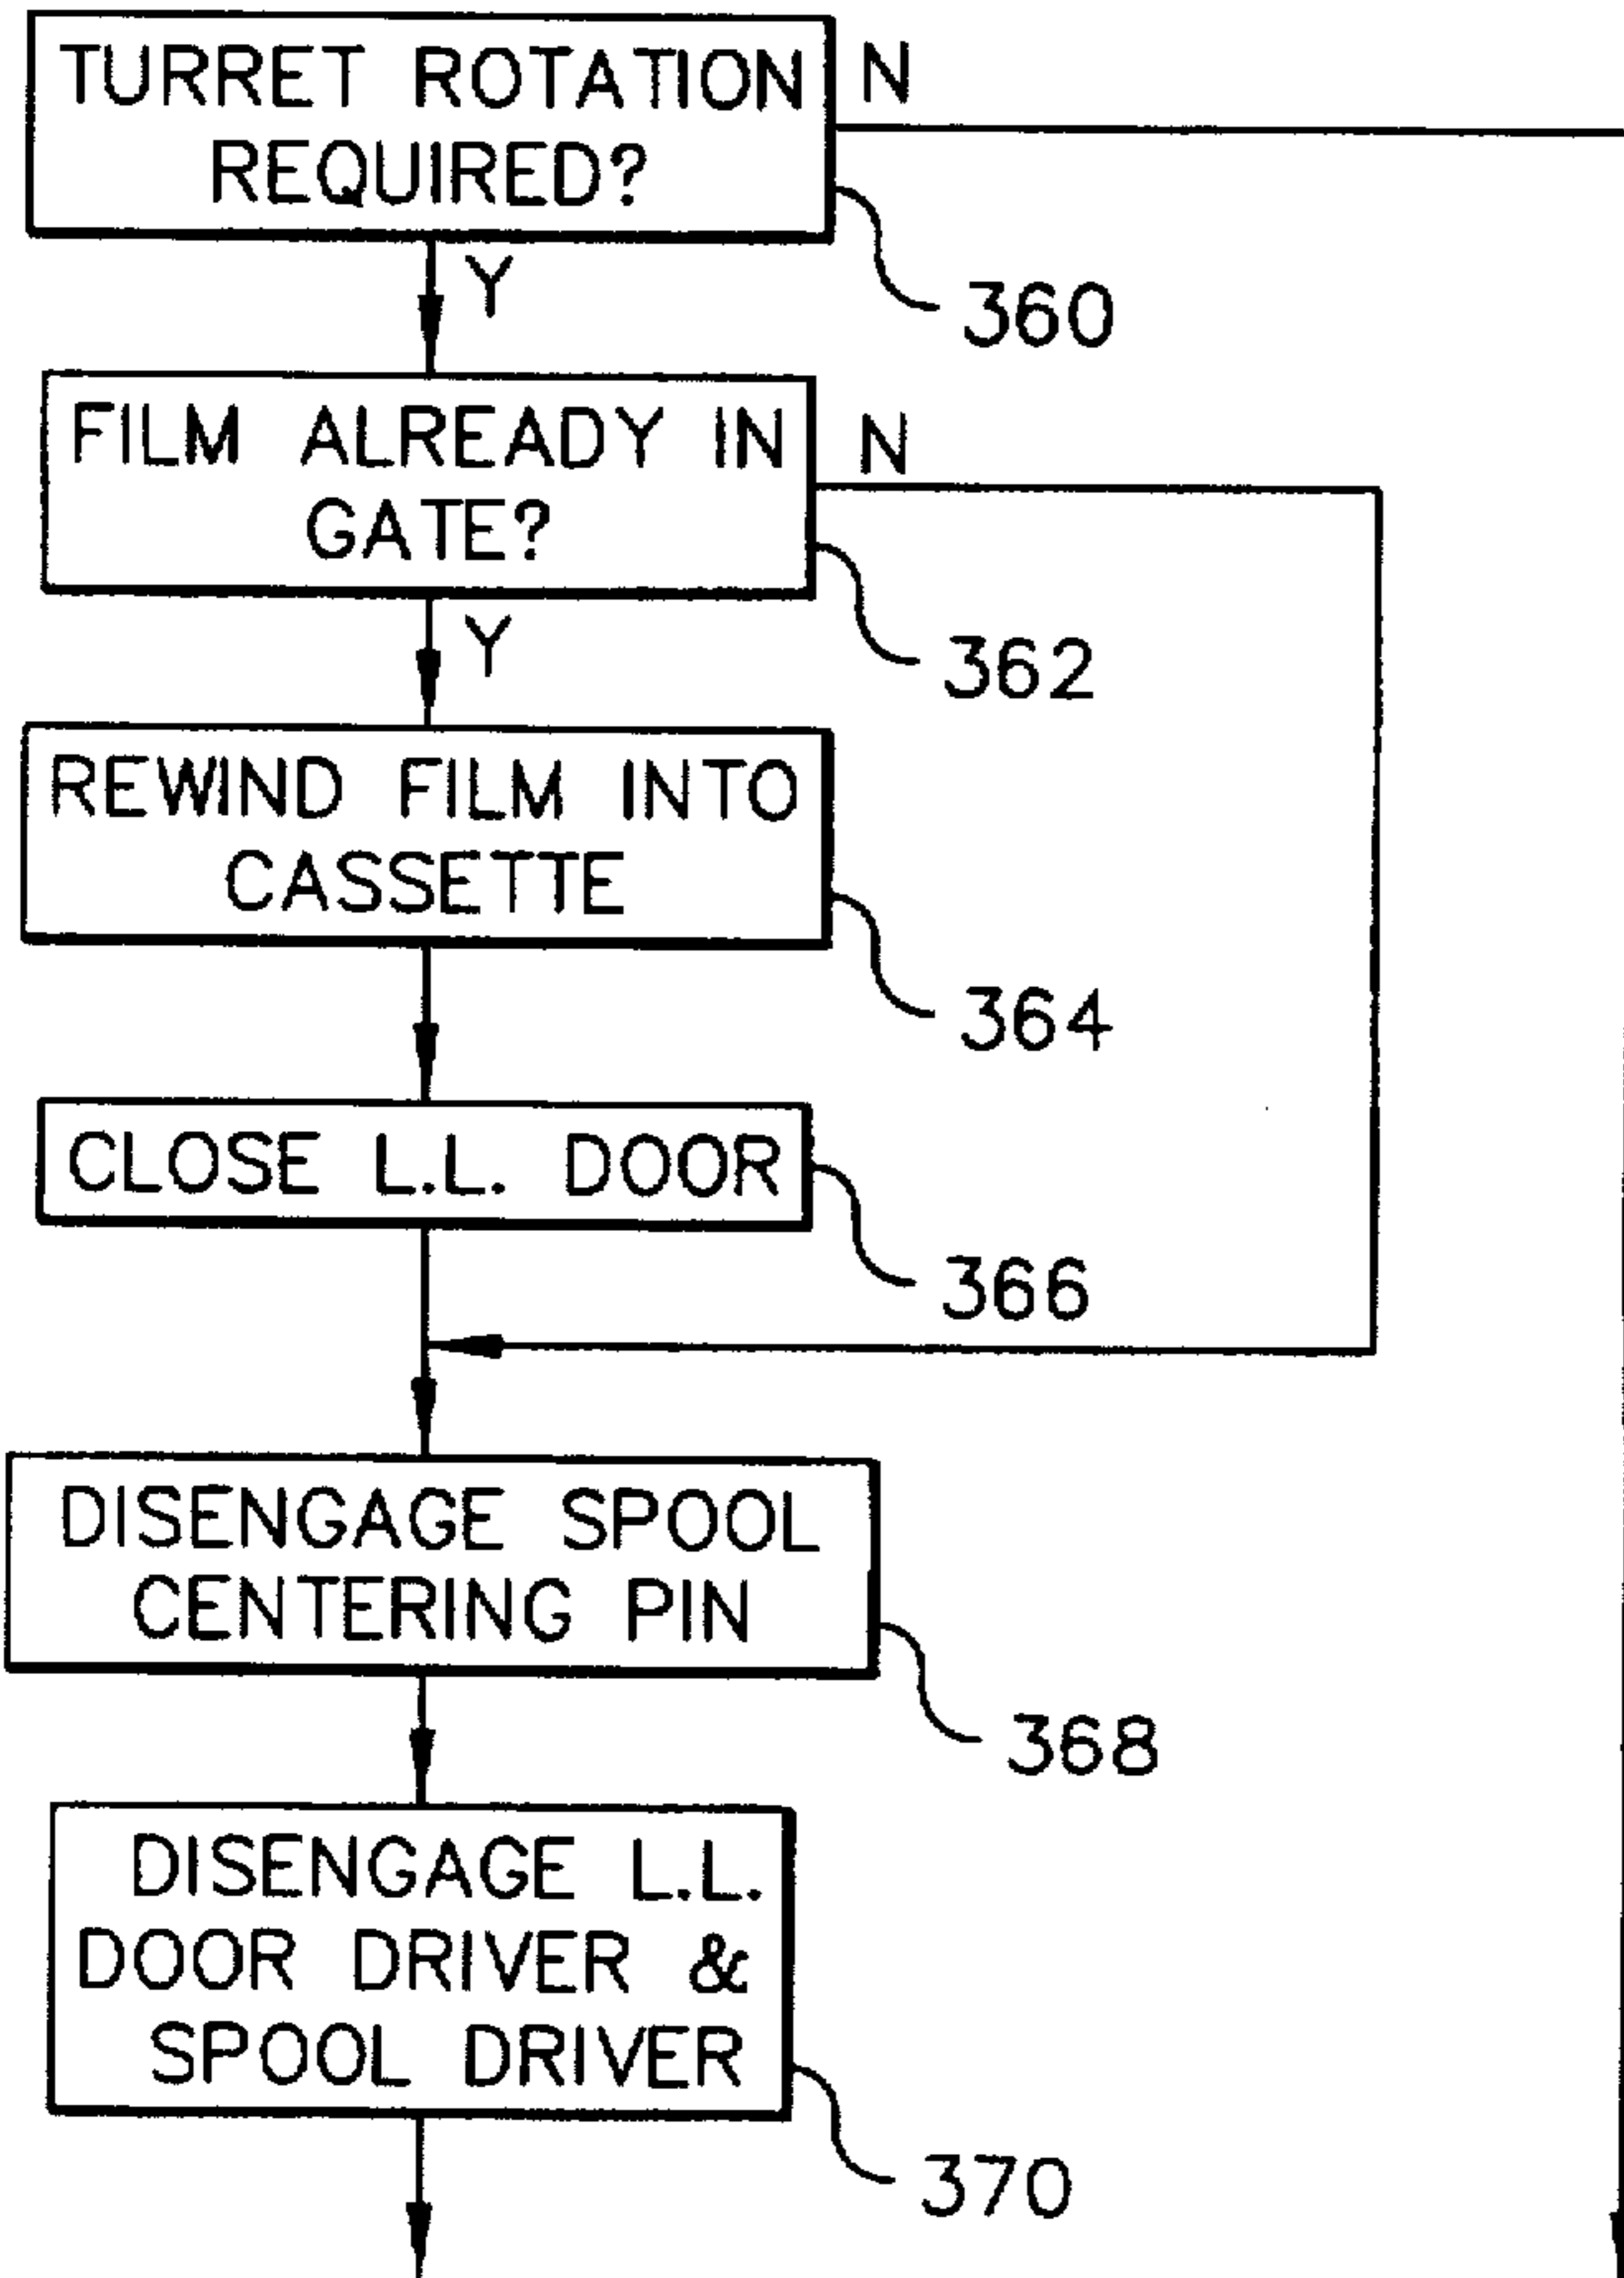 TURRET ROTATION
REQUIRED?
N
360
Y
FILM ALREADY IN
GATE?
N
362
Y
REWIND FILM INTO
CASSETTE
364
CLOSE L.L. DOOR
366
DISENGAGE SPOOL
CENTERING PIN
368
DISENGAGE L.L.
DOOR DRIVER &
SPOOL DRIVER
370